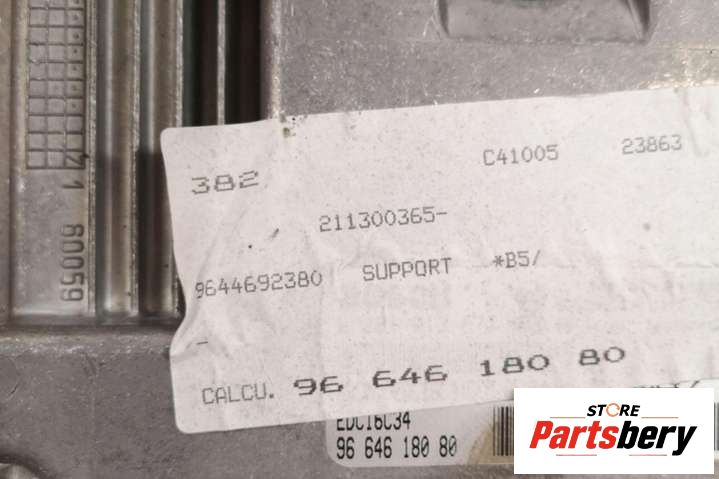 C41005 23863
382
211300365-
9644692380 SUPPORT *B5/
-
CALCU. 96 646 180 80
EDC16C34
96 646 180 80
60059
STORE
Partsbery